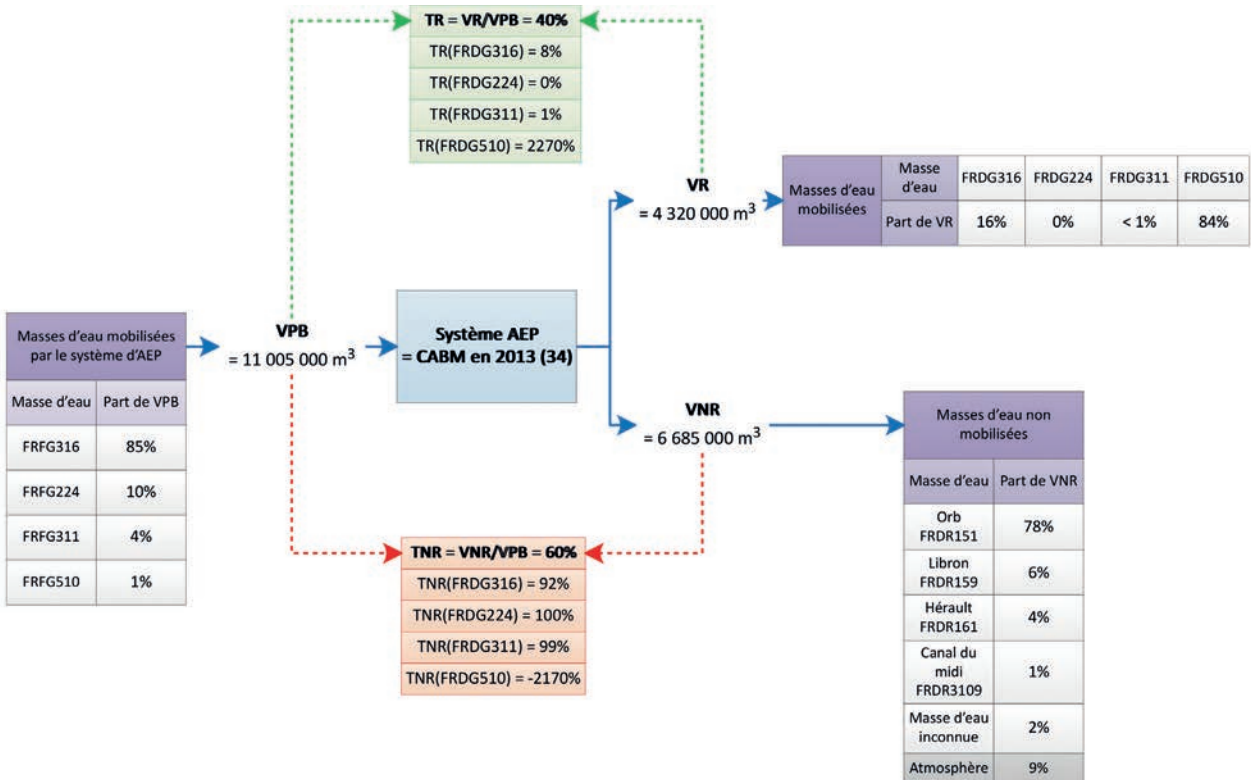 TR = VR/VPB = 40%
TR(FRDG316) = 8%
TR(FRDG224) = 0%
TR(FRDG311) = 1%
TR(FRDG510) = 2270%
VR
= 4 320 000 m³
Masses d'eau
mobilisées
Masse
d'eau
FRDG316
FRDG224
FRDG311
FRDG510
Part de VR
16%
0%
< 1%
84%
Masses d'eau mobilisées
par le système d'AEP
Masse d'eau
Part de VPB
FRFG316
85%
FRFG224
10%
FRFG311
4%
FRFG510
1%
VPB
= 11 005 000 m³
Système AEP
= CABM en 2013 (34)
VNR
= 6 685 000 m³
TNR = VNR/VPB = 60%
TNR(FRDG316) = 92%
TNR(FRDG224) = 100%
TNR(FRDG311) = 99%
TNR(FRDG510) = -2170%
Masses d'eau non
mobilisées
Masse d'eau
Part de VNR
Orb
FRDR151
78%
Libron
FRDR159
6%
Hérault
FRDR161
4%
Canal du
midi
FRDR3109
1%
Masse d'eau
inconnue
2%
Atmosphère
9%